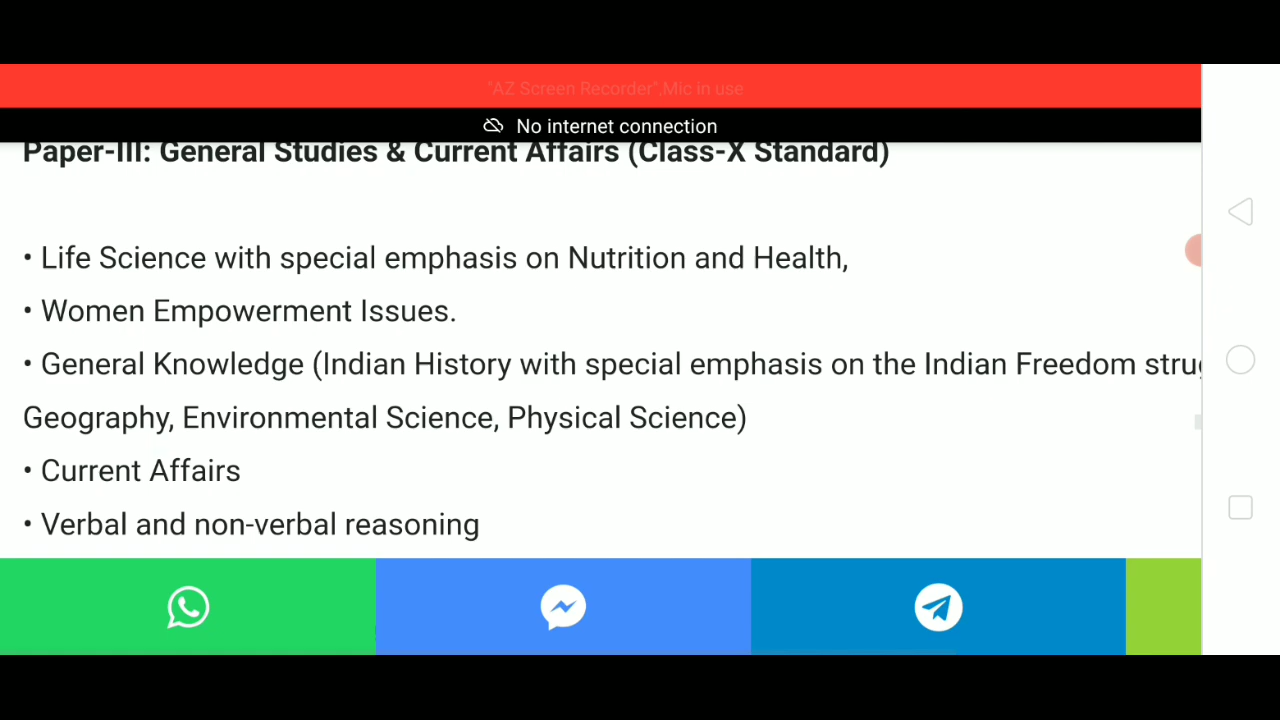 "AZ Screen Recorder",Mic in use
No internet connection
Paper-III: General Studies & Current Affairs (Class-X Standard)
• Life Science with special emphasis on Nutrition and Health,
• Women Empowerment Issues.
• General Knowledge (Indian History with special emphasis on the Indian Freedom
Geography, Environmental Science, Physical Science)
• Current Affairs
• Verbal and non-verbal reasoning